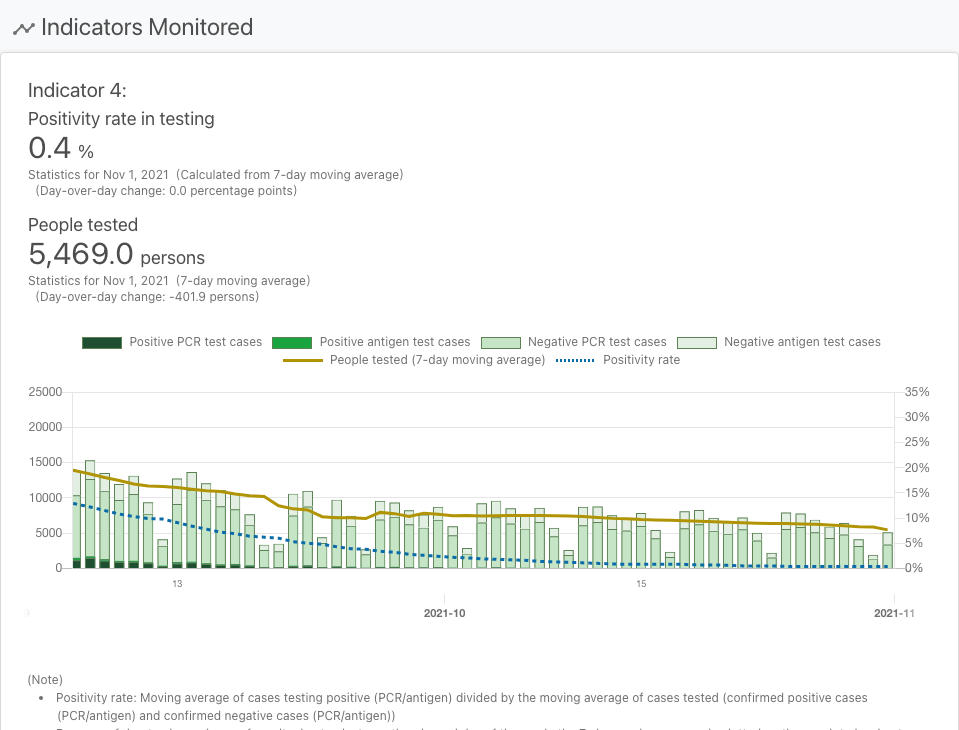 Indicators Monitored
Indicator 4:
Positivity rate in testing
0.4 %
Statistics for Nov 1, 2021 (Calculated from 7-day moving average)
(Day-over-day change: 0.0 percentage points)
People tested
5,469.0 persons
Statistics for Nov 1, 2021 (7-day moving average)
(Day-over-day change: -401.9 persons)
Positive PCR test cases Positive antigen test cases Negative PCR test cases Negative antigen test cases
People tested (7-day moving average) Positivity rate
25000 35%
30%
20000
25%
15000 20%
15%
10000
10%
5000
5%
0 0%
13 15
2021-10 2021-11
(Note)
• Positivity rate: Moving average of cases testing positive (PCR/antigen) divided by the moving average of cases tested (confirmed positive cases
(PCR/antigen) and confirmed negative cases (PCR/antigen))